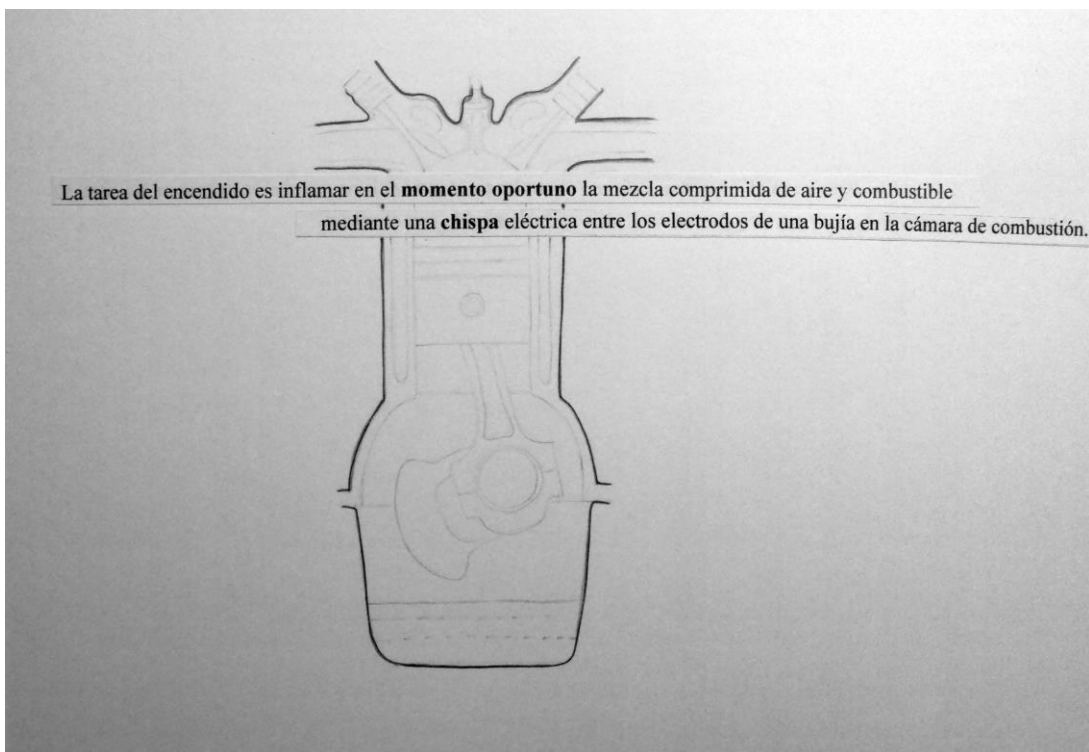 La tarea del encendido es inflamar en el momento oportuno la mezcla comprimida de aire y combustible
mediante una chispa eléctrica entre los electrodos de una bujía en la cámara de combustión.